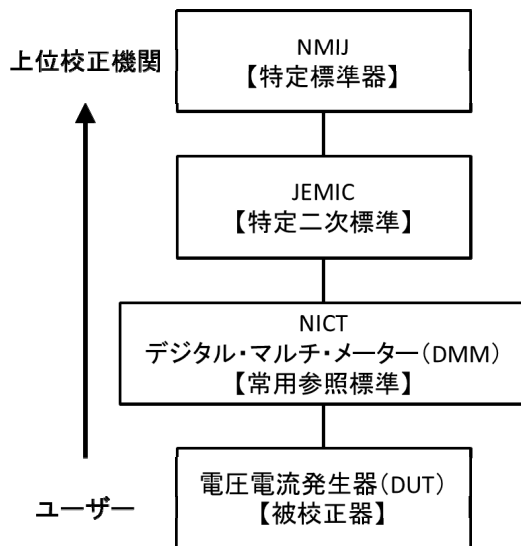 上位校正機関
NMIJ
【特定標準器】
JEMIC
【特定二次標準】
NICT
デジタル・マルチ・メーター(DMM)
【常用参照標準】
ユーザー
電圧電流発生器(DUT)
【被校正器】